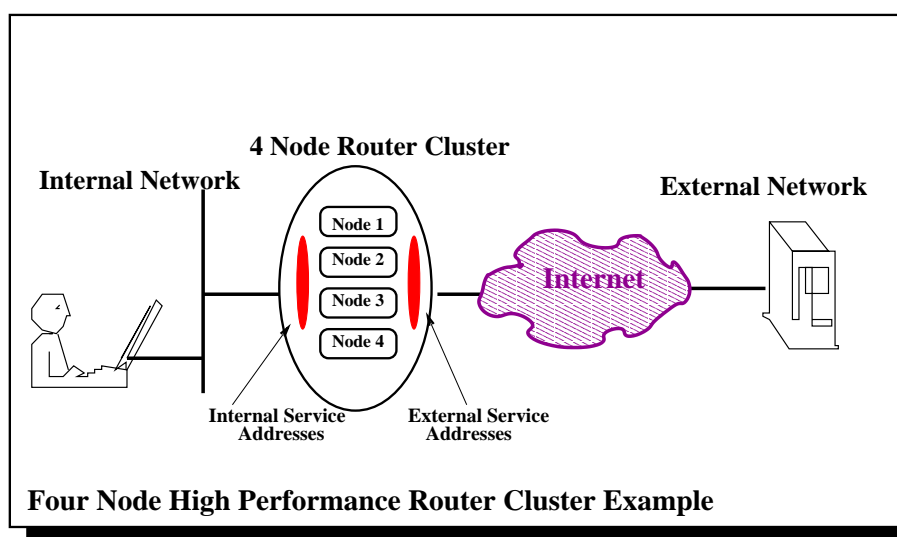 4 Node Router Cluster
Internal Network
External Network
Node 1
Node 2
Node 3
Node 4
Internet
Internal Service
Addresses
External Service
Addresses
Four Node High Performance Router Cluster Example